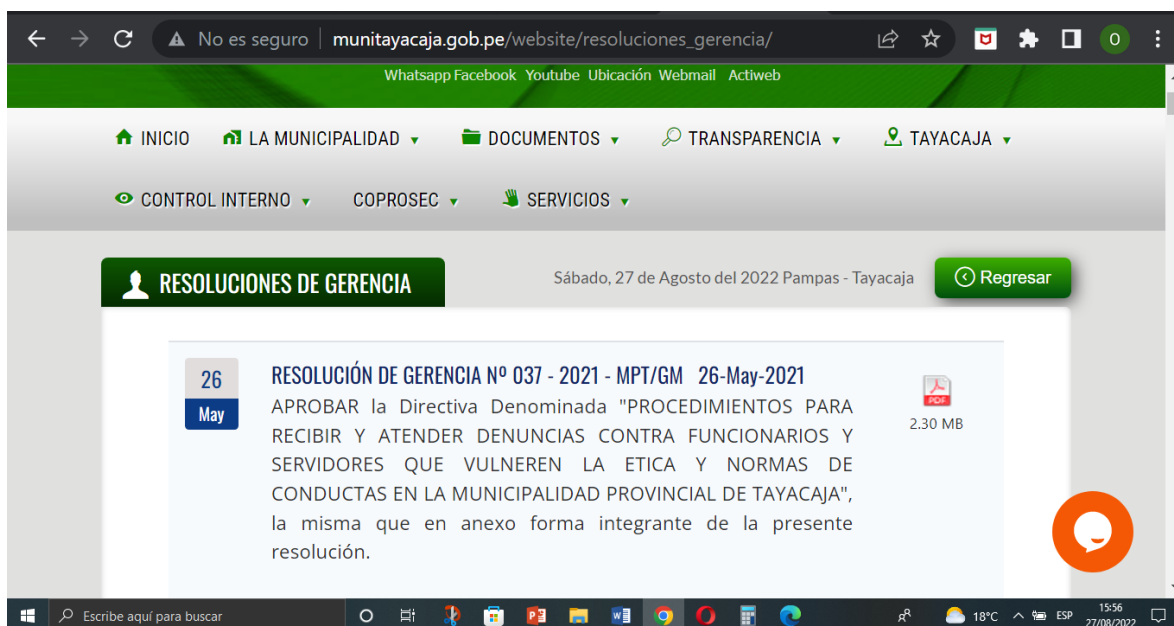 No es seguro | munitayacaja.gob.pe/website/resoluciones_gerencia/
O
Whatsapp Facebook Youtube Ubicación Webmail Actiweb
INICIO LA MUNICIPALIDAD DOCUMENTOS TRANSPARENCIA TAYACAJA
CONTROL INTERNO COPROSEC SERVICIOS
RESOLUCIONES DE GERENCIA
Sábado, 27 de Agosto del 2022 Pampas - Tayacaja
Regresar
26
May
RESOLUCIÓN DE GERENCIA Nº 037 - 2021 - MPT/GM 26-May-2021
APROBAR la Directiva Denominada "PROCEDIMIENTOS PARA
RECIBIR Y ATENDER DENUNCIAS CONTRA FUNCIONARIOS Y
SERVIDORES QUE VULNEREN LA ETICA Y NORMAS DE
CONDUCTAS EN LA MUNICIPALIDAD PROVINCIAL DE TAYACAJA",
la misma que en anexo forma integrante de la presente
resolución.
PDF
2.30 MB
Escribe aquí para buscar
18°C
ESP
15:56
27/08/2022